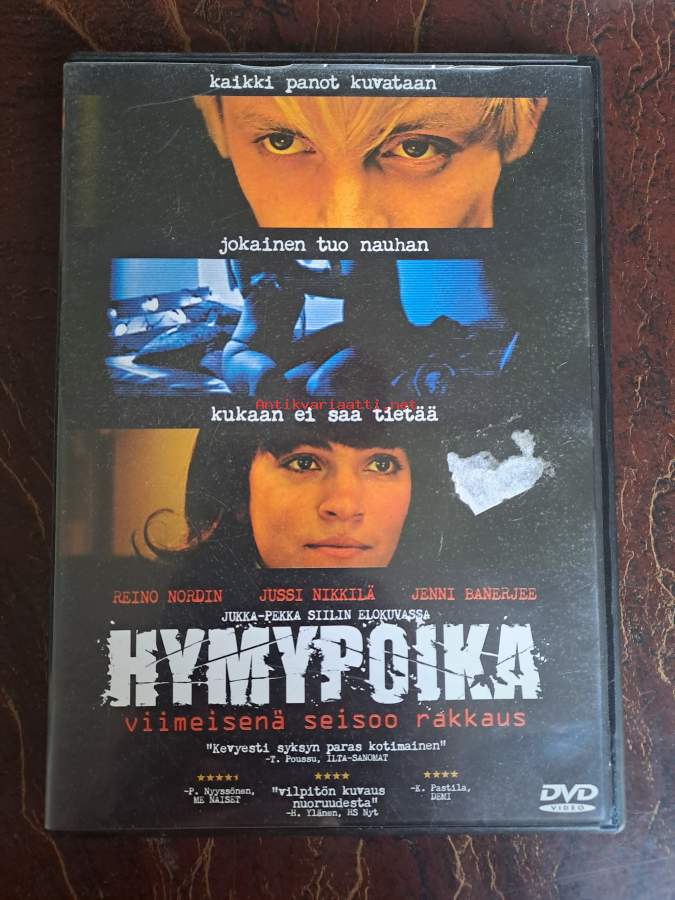 kaikki panot kuvataan
jokainen tuo nauhan
Antikvariaatti.net
kukaan ei saa tietää
REINO NORDIN JUSSI NIKKILÄ JENNI BANERJEE
JUKKA-PEKKA SIILIN ELOKUVASSA
HYMYPOIKA
viimeisenä seisoo rakkaus
"Kevyesti syksyn paras kotimainen"
-T. Poussu, ILTA-SANOMAT
-P. Nyyssönen,
ME NAISET
"vilpitön kuvaus
nuoruudesta"
-H. Ylänen, HS Nyt
-K. Pastila,
DEMI
DVD
VIDEO